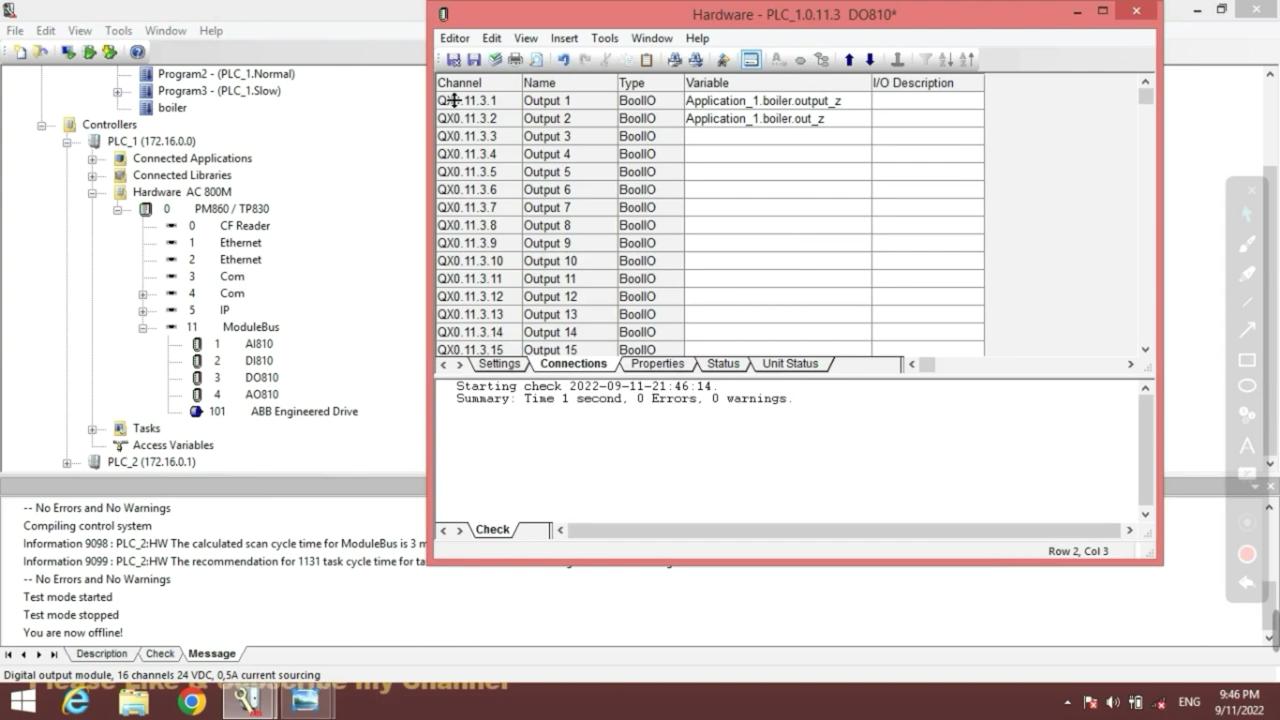 File Edit View Tools Window Help
Program2 - (PLC_1.Normal)
Program3 - (PLC_1.Slow)
boiler
Controllers
PLC_1 (172.16.0.0)
Connected Applications
Connected Libraries
Hardware AC 800M
0 PM860 / TP830
0 CF Reader
1 Ethernet
2 Ethernet
3 Com
4 Com
5 IP
11 ModuleBus
1 AI810
2 DI810
3 DO810
4 AO810
101 ABB Engineered Drive
Tasks
Access Variables
PLC_2 (172.16.0.1)
Hardware - PLC_1.0.11.3 DO810*
Editor Edit View Insert Tools Window Help
Channel Name Type Variable I/O Description
QX0.11.3.1 Output 1 BoolIO Application_1.boiler.output_z
QX0.11.3.2 Output 2 BoolIO Application_1.boiler.out_z
QX0.11.3.3 Output 3 BoolIO
QX0.11.3.4 Output 4 BoolIO
QX0.11.3.5 Output 5 BoolIO
QX0.11.3.6 Output 6 BoolIO
QX0.11.3.7 Output 7 BoolIO
QX0.11.3.8 Output 8 BoolIO
QX0.11.3.9 Output 9 BoolIO
QX0.11.3.10 Output 10 BoolIO
QX0.11.3.11 Output 11 BoolIO
QX0.11.3.12 Output 12 BoolIO
QX0.11.3.13 Output 13 BoolIO
QX0.11.3.14 Output 14 BoolIO
QX0.11.3.15 Output 15 BoolIO
Settings Connections Properties Status Unit Status
Starting check 2022-09-11-21:46:14.
Summary: Time 1 second, 0 Errors, 0 warnings.
Check
Row 2, Col 3
-- No Errors and No Warnings
Compiling control system
Information 9098 : PLC_2:HW The calculated scan cycle time for ModuleBus is 3 m
Information 9099 : PLC_2:HW The recommendation for 1131 task cycle time for ta
-- No Errors and No Warnings
Test mode started
Test mode stopped
You are now offline!
Description Check Message
Digital output module, 16 channels 24 VDC, 0,5A current sourcing
Please Like & Subscribe my Channel
ENG
9:46 PM
9/11/2022